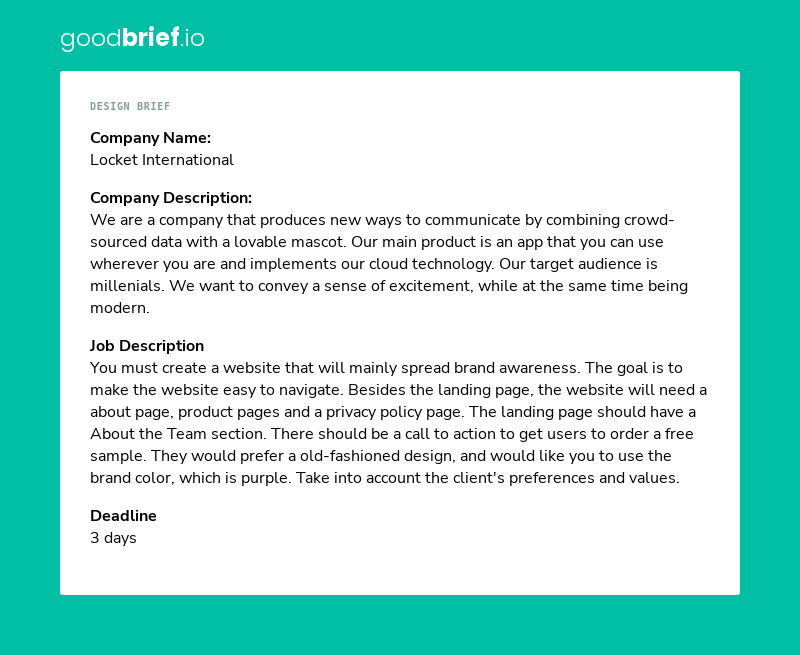 goodbrief.io
DESIGN BRIEF
Company Name:
Locket International
Company Description:
We are a company that produces new ways to communicate by combining crowd-
sourced data with a lovable mascot. Our main product is an app that you can use
wherever you are and implements our cloud technology. Our target audience is
millenials. We want to convey a sense of excitement, while at the same time being
modern.
Job Description
You must create a website that will mainly spread brand awareness. The goal is to
make the website easy to navigate. Besides the landing page, the website will need a
about page, product pages and a privacy policy page. The landing page should have a
About the Team section. There should be a call to action to get users to order a free
sample. They would prefer a old-fashioned design, and would like you to use the
brand color, which is purple. Take into account the client's preferences and values.
Deadline
3 days